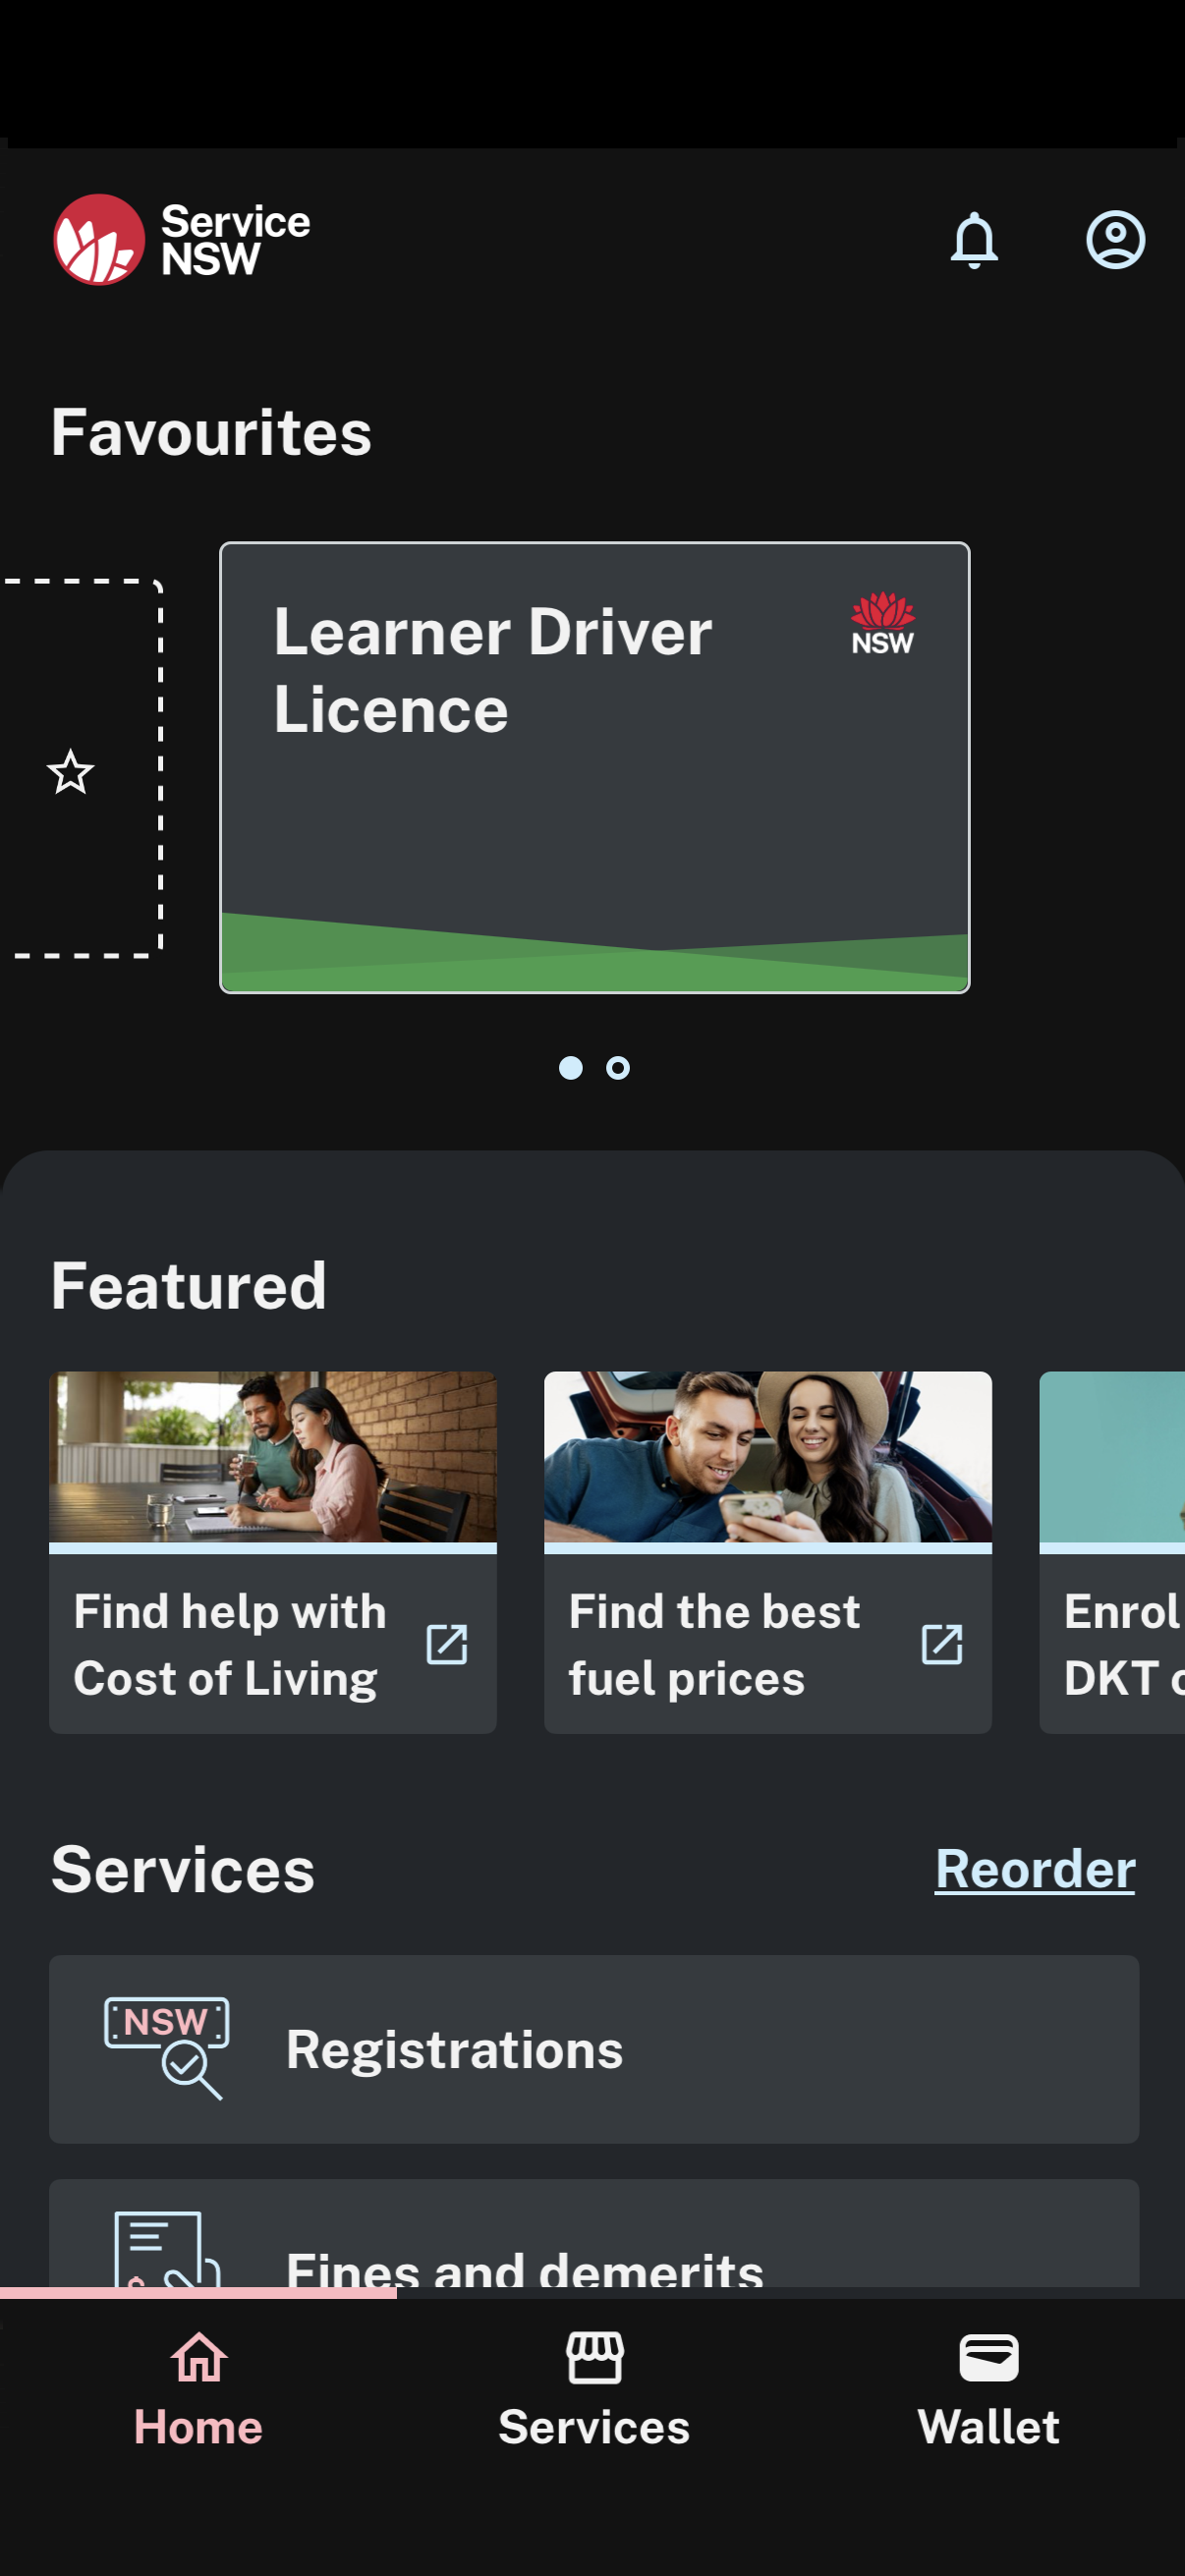 Service
NSW
Favourites
Learner Driver
Licence
NSW
Featured
Find help with
Cost of Living
Find the best
fuel prices
Enrol
DKT
Services
Reorder
NSW
Registrations
Fines and demerits
Home
Services
Wallet